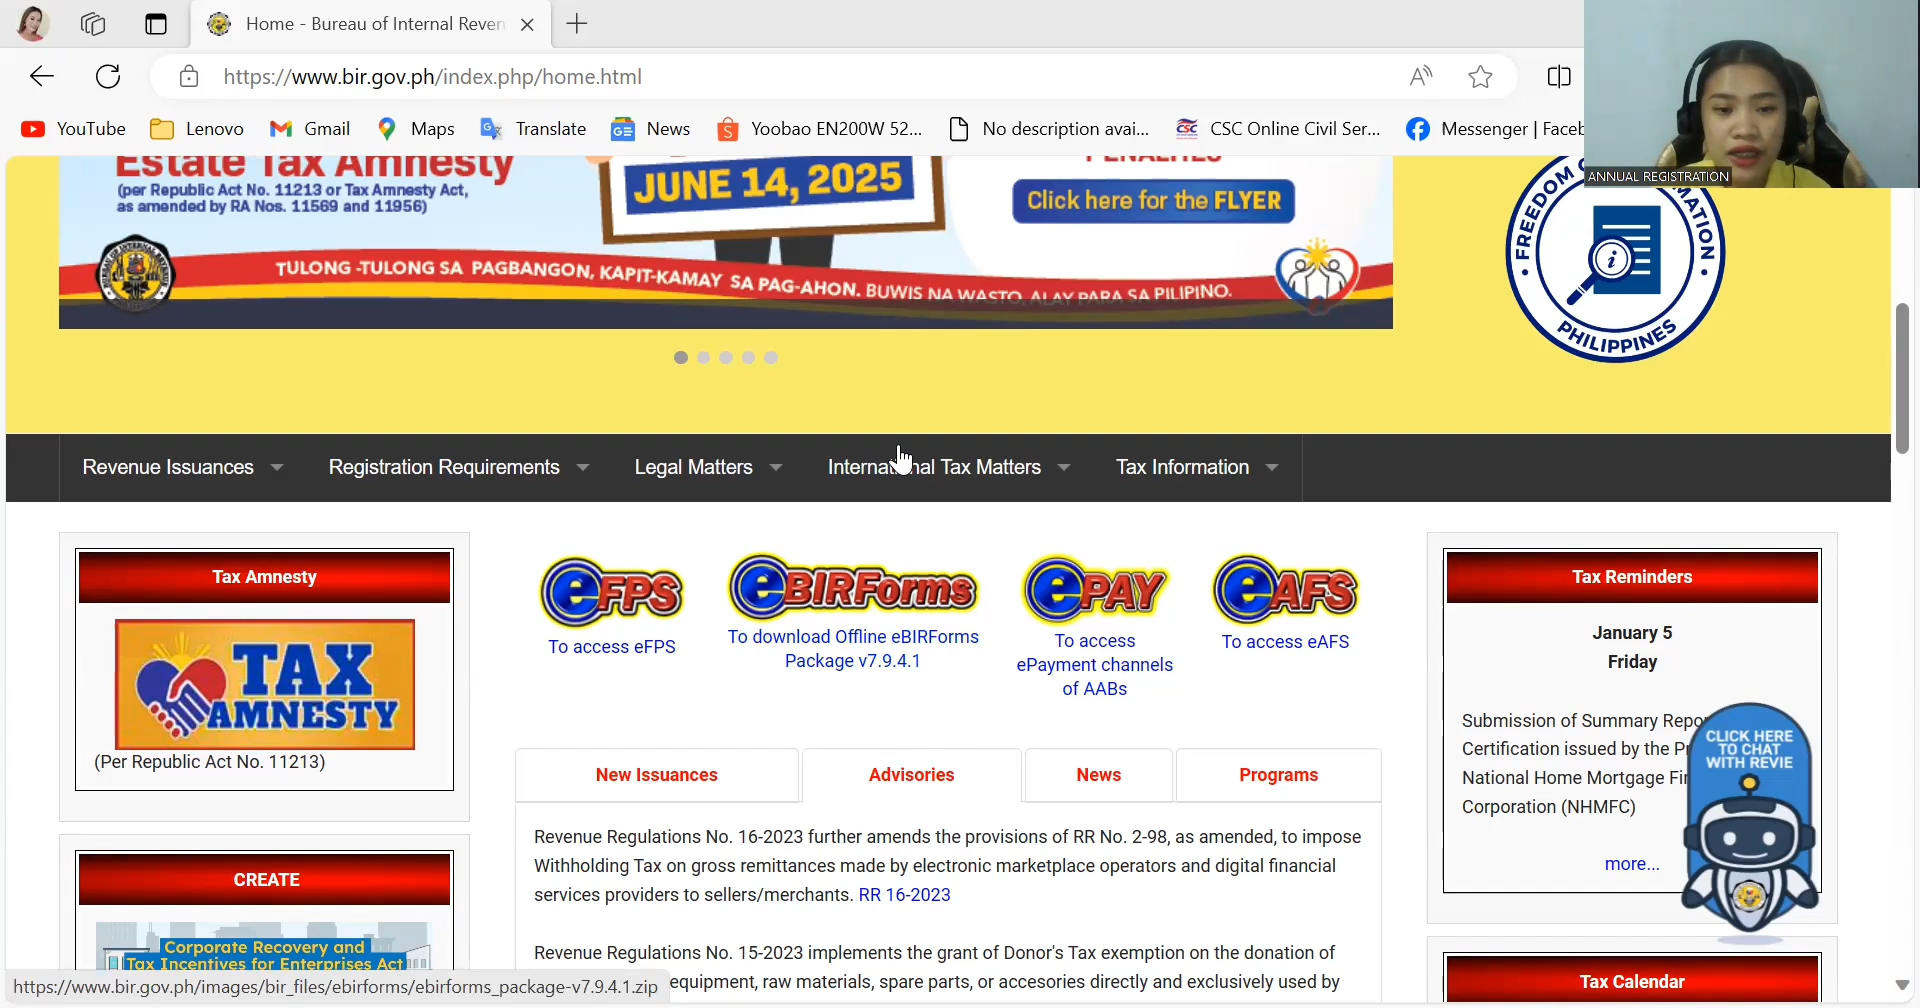 Home - Bureau of Internal Reven
https://www.bir.gov.ph/index.php/home.html
YouTube
Lenovo
Gmail
Maps
Translate
News
Yoobao EN200W 52...
No description avai...
CSC Online Civil Ser...
Messenger | Faceb
ANNUAL REGISTRATION
Estate Tax Amnesty
(per Republic Act No. 11213 or Tax Amnesty Act,
as amended by RA Nos. 11569 and 11956)
JUNE 14, 2025
PENALTIES
Click here for the FLYER
TULONG -TULONG SA PAGBANGON, KAPIT-KAMAY SA PAG-AHON. BUWIS NA WASTO, ALAY PARA SA PILIPINO.
PHILIPPINES
Revenue Issuances
Registration Requirements
Legal Matters
International Tax Matters
Tax Information
Tax Amnesty
TAX
AMNESTY
(Per Republic Act No. 11213)
CREATE
Corporate Recovery and
Tax Incentives for Enterprises Act
eFPS
To access eFPS
eBIRForms
To download Offline eBIRForms
Package v7.9.4.1
ePAY
To access
ePayment channels
of AABs
eAFS
To access eAFS
New Issuances
Advisories
News
Programs
Revenue Regulations No. 16-2023 further amends the provisions of RR No. 2-98, as amended, to impose
Withholding Tax on gross remittances made by electronic marketplace operators and digital financial
services providers to sellers/merchants. RR 16-2023
Revenue Regulations No. 15-2023 implements the grant of Donor's Tax exemption on the donation of
equipment, raw materials, spare parts, or accesories directly and exclusively used by
Tax Reminders
January 5
Friday
Submission of Summary Repo
Certification issued by the P
National Home Mortgage Fi
Corporation (NHMFC)
more...
CLICK HERE
TO CHAT
WITH REVIE
Tax Calendar
https://www.bir.gov.ph/images/bir_files/ebirforms/ebirforms_package-v7.9.4.1.zip